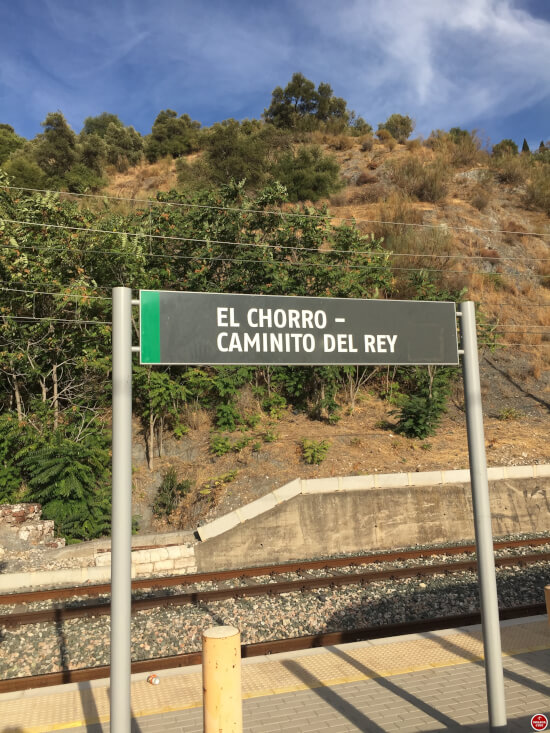 EL CHORRO –
CAMINITO DEL REY